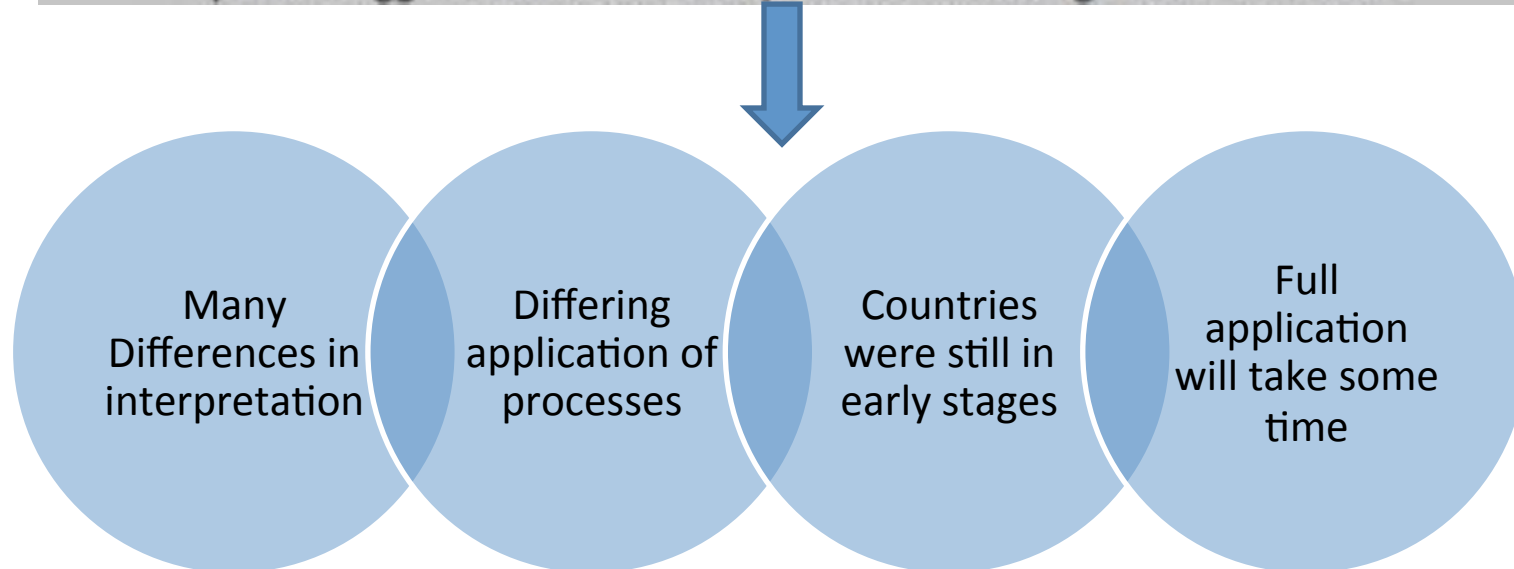 Many
Differences in
interpretation
Differing
application of
processes
Countries
were still in
early stages
Full
application
will take some
time